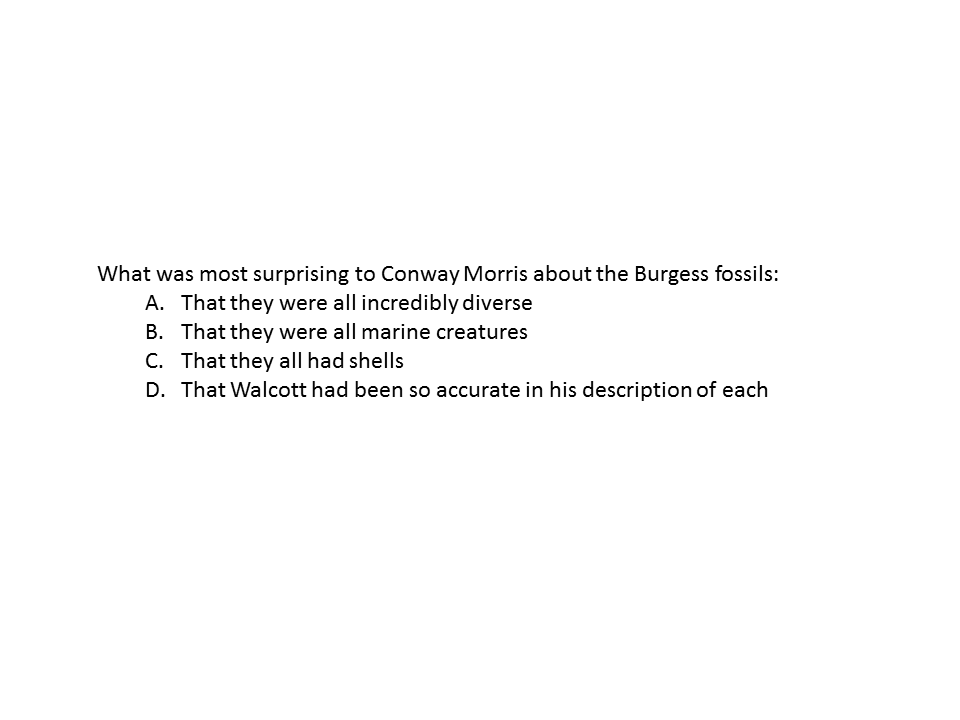 What was most surprising to Conway Morris about the Burgess fossils:
A. That they were all incredibly diverse
B. That they were all marine creatures
C. That they all had shells
D. That Walcott had been so accurate in his description of each